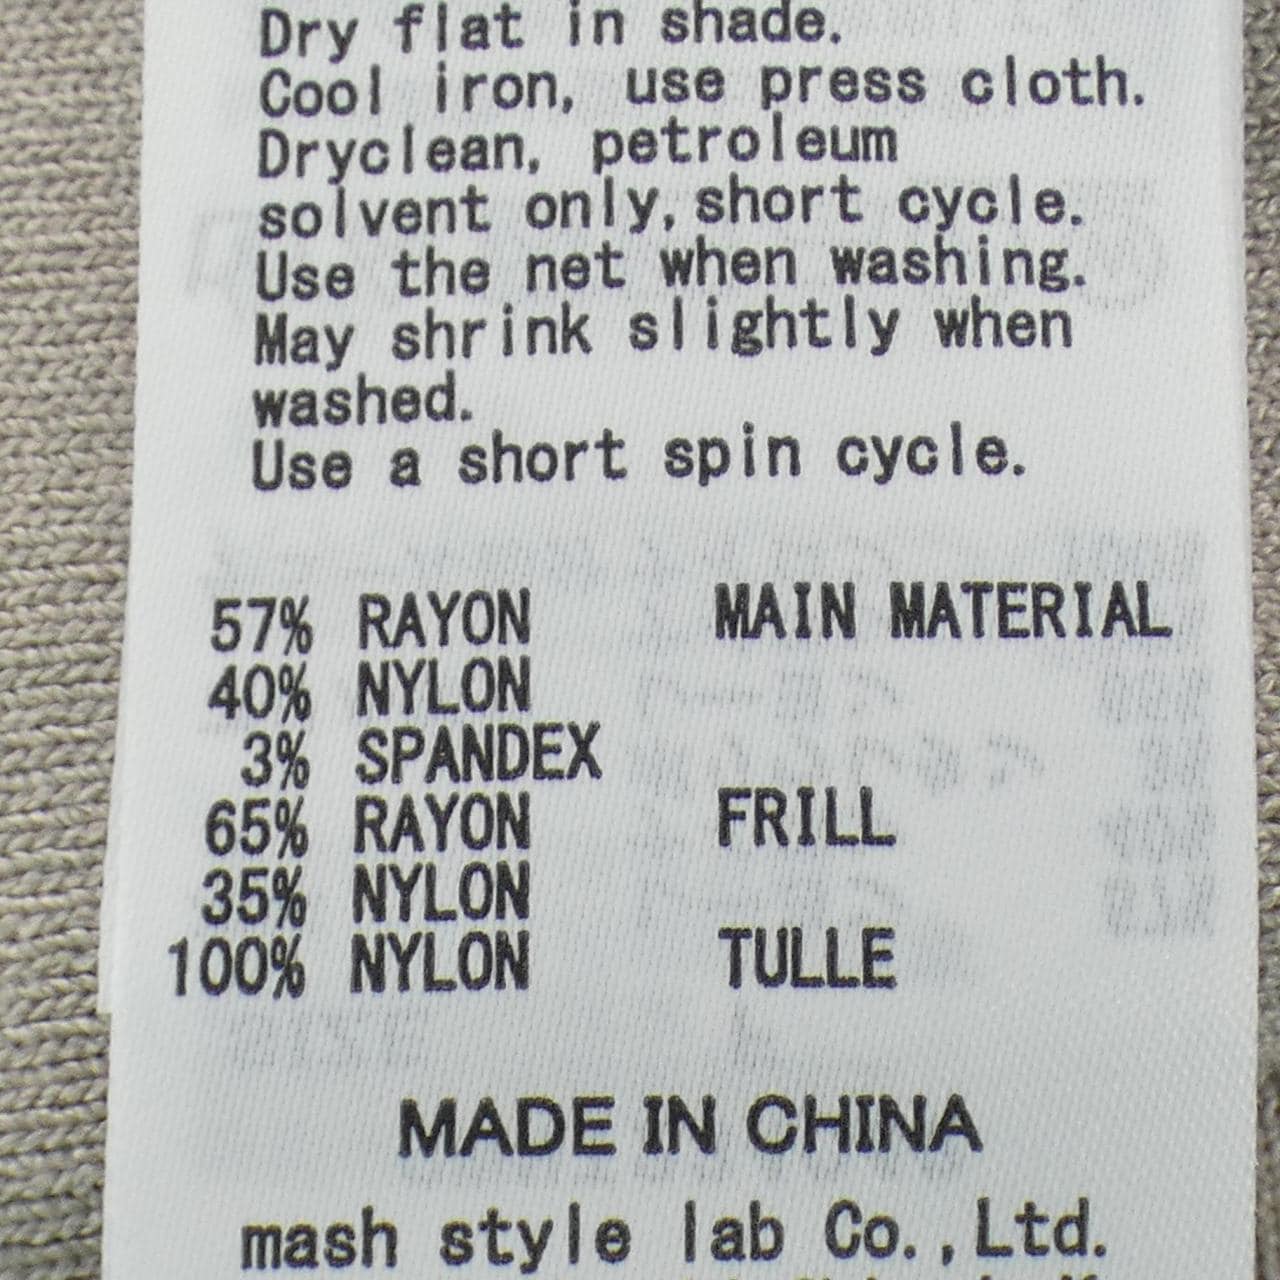 Dry flat in shade.
Cool iron, use press cloth.
Dryclean, petroleum
solvent only, short cycle.
Use the net when washing.
May shrink slightly when
washed.
Use a short spin cycle.
57% RAYON MAIN MATERIAL
40% NYLON
3% SPANDEX
65% RAYON FRILL
35% NYLON
100% NYLON TULLE
MADE IN CHINA
mash style lab Co., Ltd.